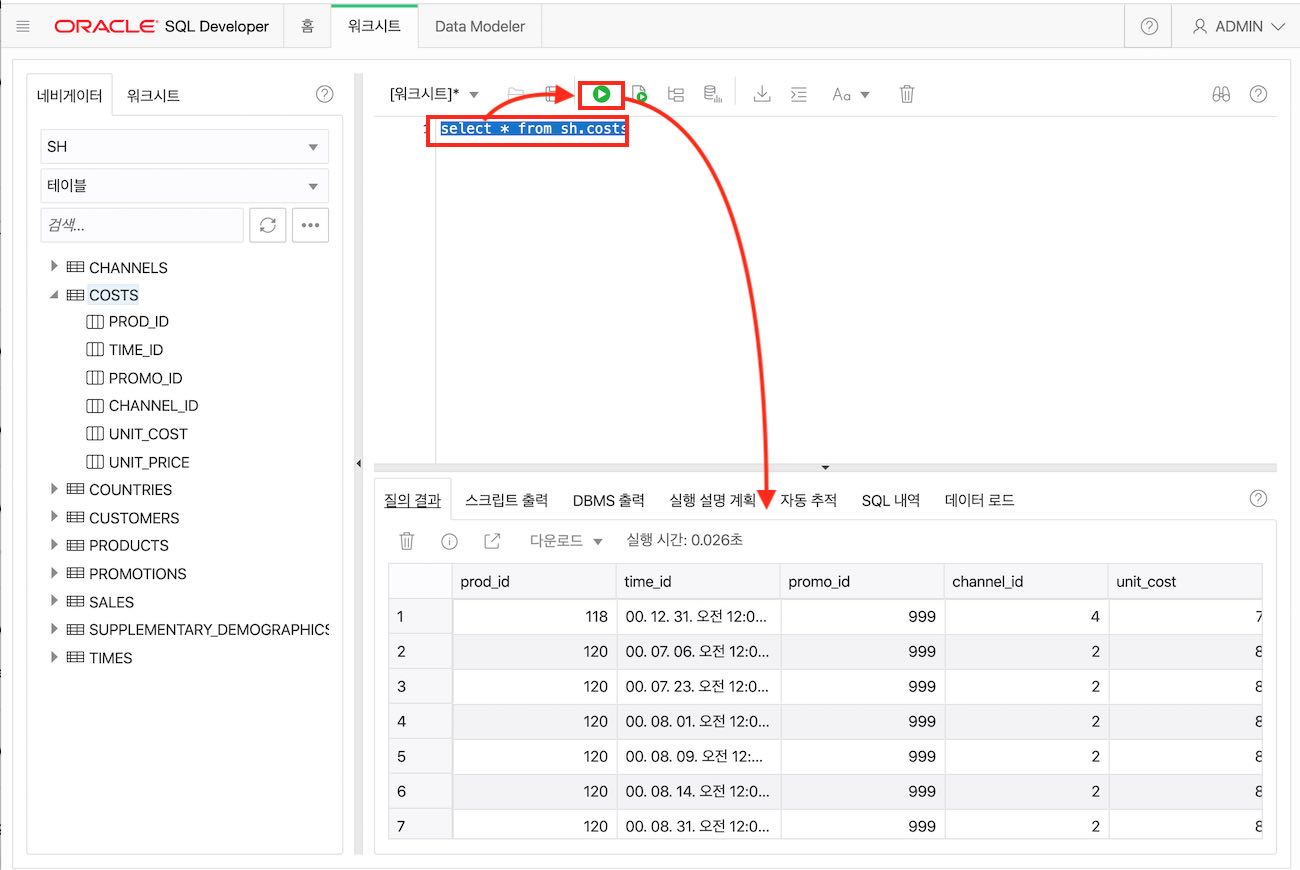 ORACLE SQL Developer 홈 워크시트 Data Modeler ADMIN
네비게이터 워크시트
SH
테이블
검색...
CHANNELS
COSTS
PROD_ID
TIME_ID
PROMO_ID
CHANNEL_ID
UNIT_COST
UNIT_PRICE
COUNTRIES
CUSTOMERS
PRODUCTS
PROMOTIONS
SALES
SUPPLEMENTARY_DEMOGRAPHICS
TIMES
[워크시트]* Aa
1 select * from sh.costs
질의 결과 스크립트 출력 DBMS 출력 실행 설명 계획 자동 추적 SQL 내역 데이터 로드
다운로드 실행 시간: 0.026초
prod_id time_id promo_id channel_id unit_cost
1 118 00. 12. 31. 오전 12:0... 999 4 7
2 120 00. 07. 06. 오전 12:0... 999 2 8
3 120 00. 07. 23. 오전 12:0... 999 2 8
4 120 00. 08. 01. 오전 12:0... 999 2 8
5 120 00. 08. 09. 오전 12:... 999 2 8
6 120 00. 08. 14. 오전 12:0... 999 2 8
7 120 00. 08. 31. 오전 12:0... 999 2 8